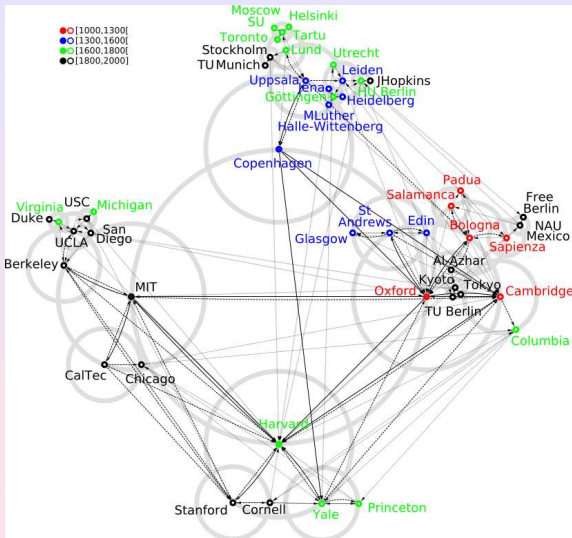 [1000,1300[
[1300,1600[
[1600,1800[
[1800,2000]
Moscow
SU
Helsinki
Toronto
Tartu
Stockholm
Lund
TU Munich
Utrecht
Uppsala
Leiden
Jena
JHopkins
HU Berlin
Göttingen
Heidelberg
MLuther
Halle-Wittenberg
Copenhagen
Padua
Salamanca
Free
Berlin
Virginia
USC
Michigan
Duke
San
Diego
UCLA
St
Andrews
Edin
Bologna
NAU
Mexico
Glasgow
Sapienza
Berkeley
Al-Azhar
MIT
Kyoto
Tokyo
Oxford
Cambridge
TU Berlin
Columbia
CalTec
Chicago
Harvard
Stanford
Cornell
Yale
Princeton